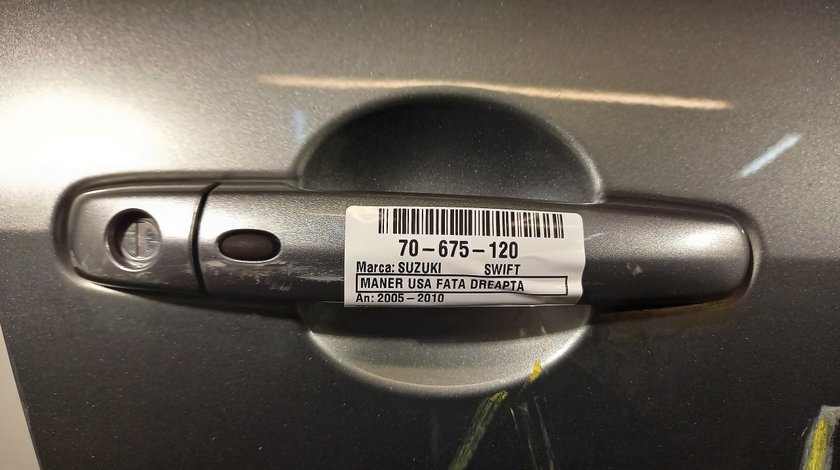 70-675-120
Marca: SUZUKI SWIFT
MANER USA FATA DREAPTA
An: 2005-2010